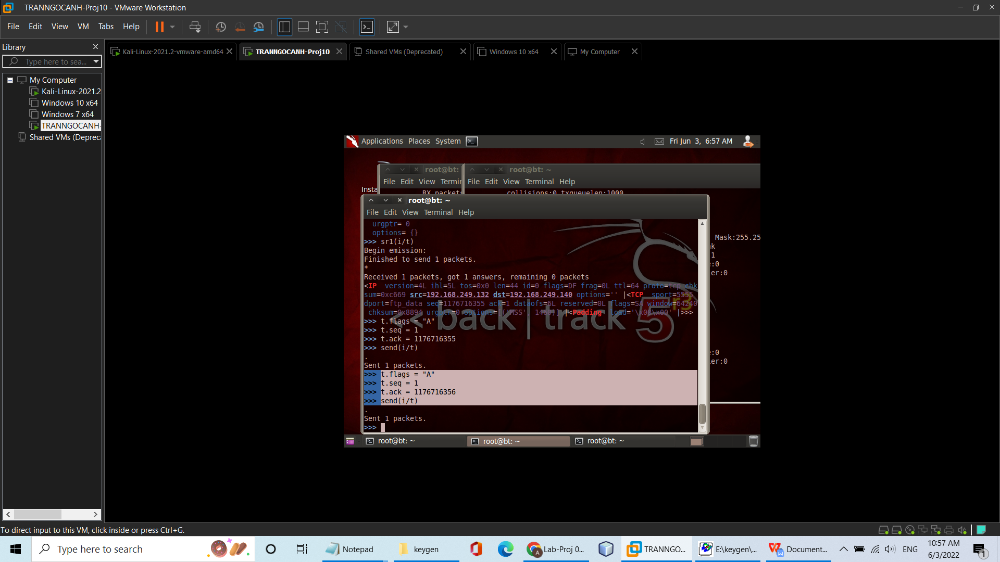 TRANNGOCANH-Proj10 - VMware Workstation
File Edit View VM Tabs Help
Library
Type here to sea...
Kali-Linux-2021.2-vmware-amd64
TRANNGOCANH-Proj10
Shared VMs (Deprecated)
Windows 10 x64
My Computer
My Computer
Kali-Linux-2021.2
Windows 10 x64
Windows 7 x64
TRANNGOCANH-
Shared VMs (Depreca
Applications Places System
Fri Jun 3, 6:57 AM
root@bt:
File Edit View Termin
RX packets
root@bt: ~
File Edit View Terminal Help
collisions:0 txqueuelen:1000
Insta
Mask:255.25
:0
:0
root@bt: ~
File Edit View Terminal Help
urgptr= 0
options= {}
>>> sr1(i/t)
Begin emission:
Finished to send 1 packets.
*
Received 1 packets, got 1 answers, remaining 0 packets
<IP version=4L ihl=5L tos=0x0 len=44 id=0 flags=DF frag=0L ttl=64 proto=tcp chk
sum=0xc669 src=192.168.249.132 dst=192.168.249.140 options='' |<TCP sport=5555
dport=ftp_data seq=1176716355 ack=1 dataofs=6L reserved=0L flags=SA window=64240
chksum=0x8894 urgptr=0 options=[('MSS', 1460)] |<Padding load='\x00\x00' |>>>
>>> t.flags = "A"
>>> t.seq = 1
>>> t.ack = 1176716355
>>> send(i/t)
.
Sent 1 packets.
>>> t.flags = "A"
>>> t.seq = 1
>>> t.ack = 1176716356
>>> send(i/t)
.
Sent 1 packets.
>>>
<< back | track 5 r3
root@bt: ~
root@bt: ~
root@bt: ~
To direct input to this VM, click inside or press Ctrl+G.
Type here to search
Notepad
keygen
Lab-Proj 0...
TRANNGO...
E:\keygen\...
Document...
ENG
10:57 AM
6/3/2022
1